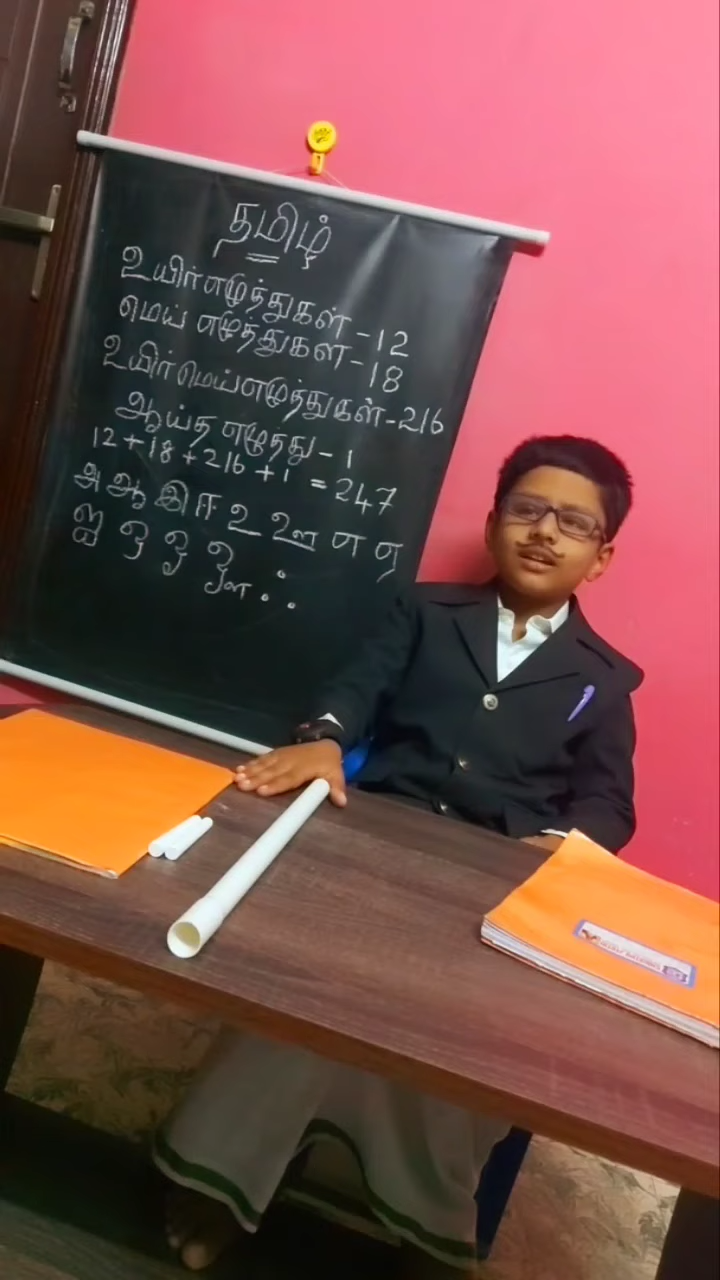 தமிழ்
உயிர்எழுத்துகள் - 12
மெய் எழுத்துகள் - 18
உயிர்மெய்எழுத்துகள் - 216
ஆய்த எழுத்து - 1
12 + 18 + 216 + 1 = 247
அ ஆ இ ஈ உ ஊ எ ஏ
ஐ ஒ ஓ ஔ ஃ